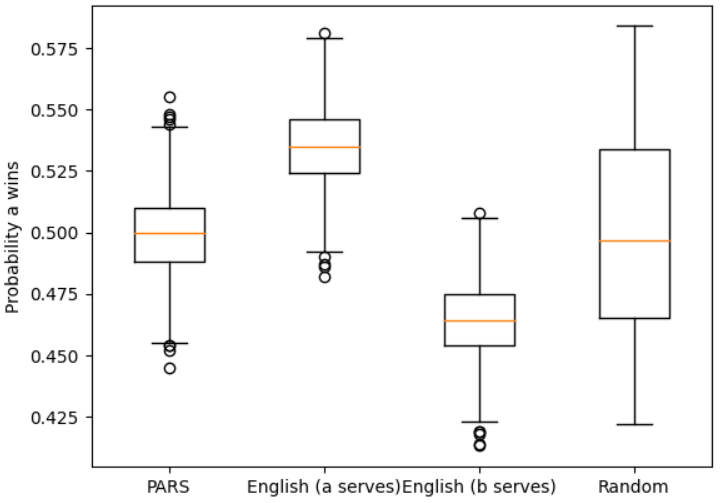 0.575
0.550
0.525
0.500
0.475
0.450
0.425
Probability a wins
PARS
English (a serves)
English (b serves)
Random